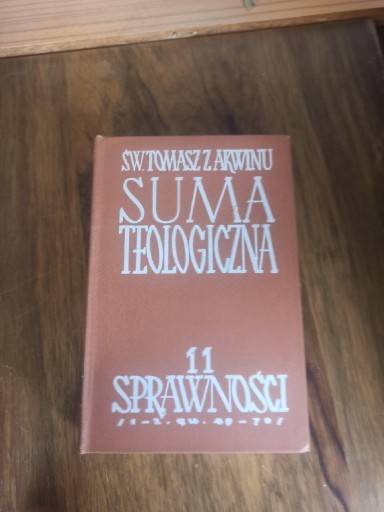 ŚW. TOMASZ Z AKWINU
SUMA
TEOLOGICZNA
11
SPRAWNOŚCI